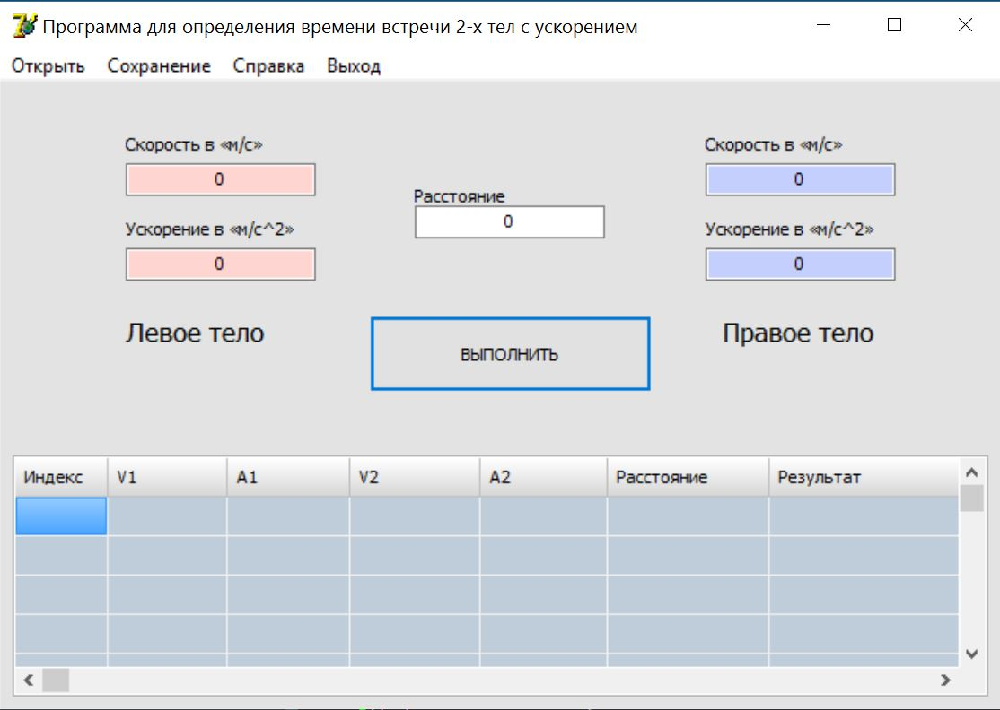 Программа для определения времени встречи 2-х тел с ускорением
Открыть Сохранение Справка Выход
Скорость в «м/с»
0
Ускорение в «м/с^2»
0
Левое тело
Расстояние
0
ВЫПОЛНИТЬ
Скорость в «м/с»
0
Ускорение в «м/с^2»
0
Правое тело
Индекс V1 A1 V2 A2 Расстояние Результат